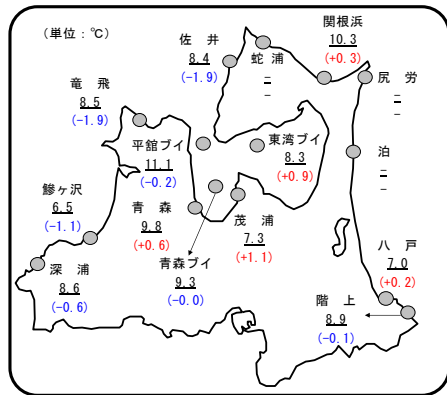 (単位：℃)
関根浜
10.3
(+0.3)
佐井
8.4
(-1.9)
蛇浦
-
-
尻労
-
-
竜飛
8.5
(-1.9)
平舘ブイ
11.1
(-0.2)
東湾ブイ
8.3
(+0.9)
泊
-
-
鰺ヶ沢
6.5
(-1.1)
青森
9.8
(+0.6)
茂浦
7.3
(+1.1)
青森ブイ
9.3
(-0.0)
深浦
8.6
(-0.6)
八戸
7.0
(+0.2)
階上
8.9
(-0.1)